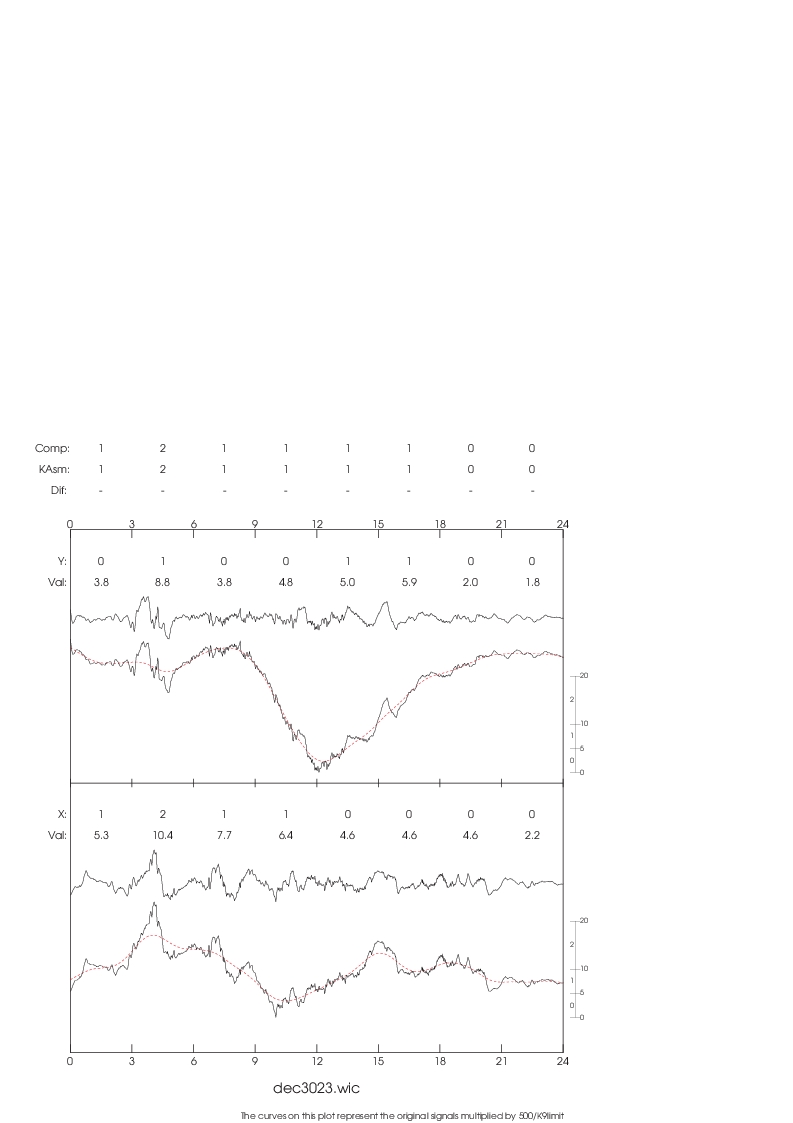 Comp: 1 2 1 1 1 1 0 0
KAsm: 1 2 1 1 1 1 0 0
Dif: - - - - - - - -
0 3 6 9 12 15 18 21 24
Y: 0 1 0 0 1 1 0 0
Val: 3.8 8.8 3.8 4.8 5.0 5.9 2.0 1.8
20
2
10
1
5
0
0
X: 1 2 1 1 0 0 0 0
Val: 5.3 10.4 7.7 6.4 4.6 4.6 4.6 2.2
20
2
10
1
5
0
0
0 3 6 9 12 15 18 21 24
dec3023.wic
The curves on this plot represent the original signals multiplied by 500/K9limit